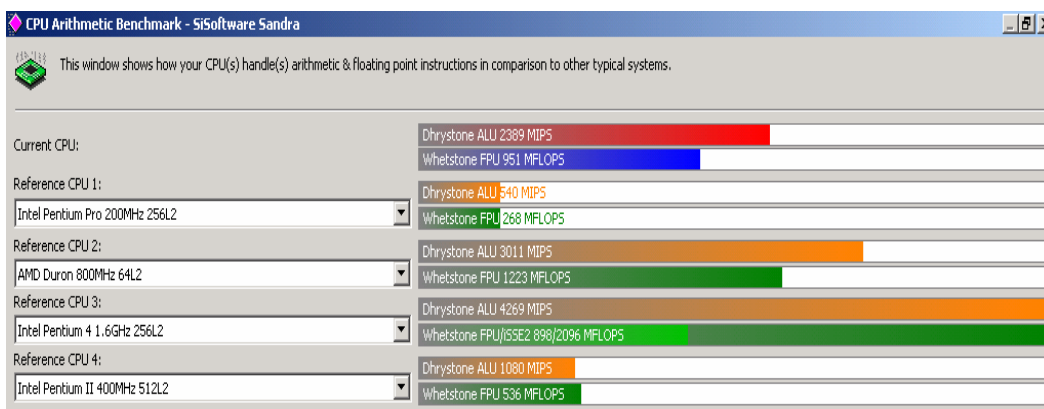 CPU Arithmetic Benchmark - SiSoftware Sandra
This window shows how your CPU(s) handle(s) arithmetic & floating point instructions in comparison to other typical systems.
Current CPU:
Dhrystone ALU 2389 MIPS
Whetstone FPU 951 MFLOPS
Reference CPU 1:
Intel Pentium Pro 200MHz 256L2
Dhrystone ALU 540 MIPS
Whetstone FPU 268 MFLOPS
Reference CPU 2:
AMD Duron 800MHz 64L2
Dhrystone ALU 3011 MIPS
Whetstone FPU 1223 MFLOPS
Reference CPU 3:
Intel Pentium 4 1.6GHz 256L2
Dhrystone ALU 4269 MIPS
Whetstone FPU/iSSE2 898/2096 MFLOPS
Reference CPU 4:
Intel Pentium II 400MHz 512L2
Dhrystone ALU 1080 MIPS
Whetstone FPU 536 MFLOPS